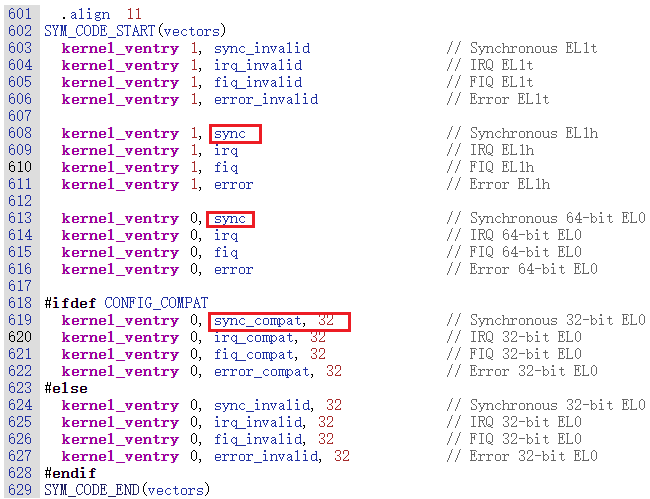 601 .align 11
602 SYM_CODE_START(vectors)
603 kernel_ventry 1, sync_invalid // Synchronous EL1t
604 kernel_ventry 1, irq_invalid // IRQ EL1t
605 kernel_ventry 1, fiq_invalid // FIQ EL1t
606 kernel_ventry 1, error_invalid // Error EL1t
607
608 kernel_ventry 1, sync // Synchronous EL1h
609 kernel_ventry 1, irq // IRQ EL1h
610 kernel_ventry 1, fiq // FIQ EL1h
611 kernel_ventry 1, error // Error EL1h
612
613 kernel_ventry 0, sync // Synchronous 64-bit EL0
614 kernel_ventry 0, irq // IRQ 64-bit EL0
615 kernel_ventry 0, fiq // FIQ 64-bit EL0
616 kernel_ventry 0, error // Error 64-bit EL0
617
618 #ifdef CONFIG_COMPAT
619 kernel_ventry 0, sync_compat, 32 // Synchronous 32-bit EL0
620 kernel_ventry 0, irq_compat, 32 // IRQ 32-bit EL0
621 kernel_ventry 0, fiq_compat, 32 // FIQ 32-bit EL0
622 kernel_ventry 0, error_compat, 32 // Error 32-bit EL0
623 #else
624 kernel_ventry 0, sync_invalid, 32 // Synchronous 32-bit EL0
625 kernel_ventry 0, irq_invalid, 32 // IRQ 32-bit EL0
626 kernel_ventry 0, fiq_invalid, 32 // FIQ 32-bit EL0
627 kernel_ventry 0, error_invalid, 32 // Error 32-bit EL0
628 #endif
629 SYM_CODE_END(vectors)